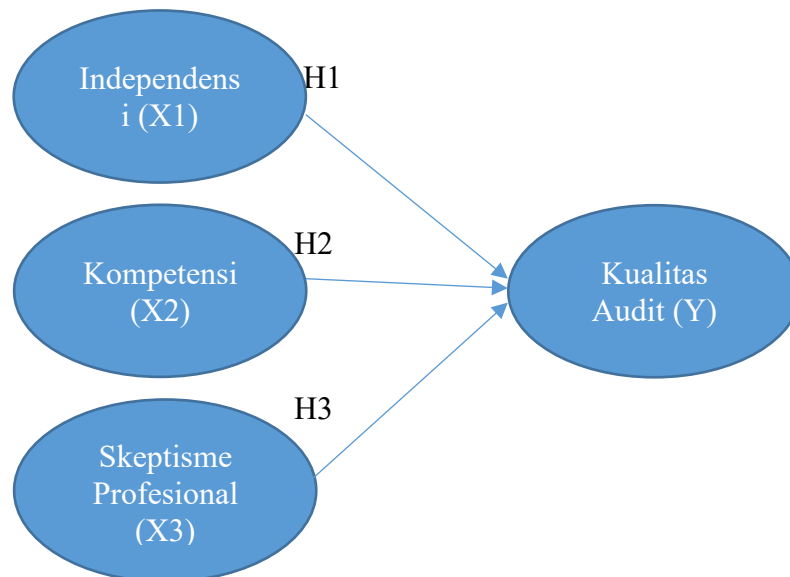 Independens
i (X1)
H1
H2
Kompetensi
(X2)
Kualitas
Audit (Y)
H3
Skeptisme
Profesional
(X3)